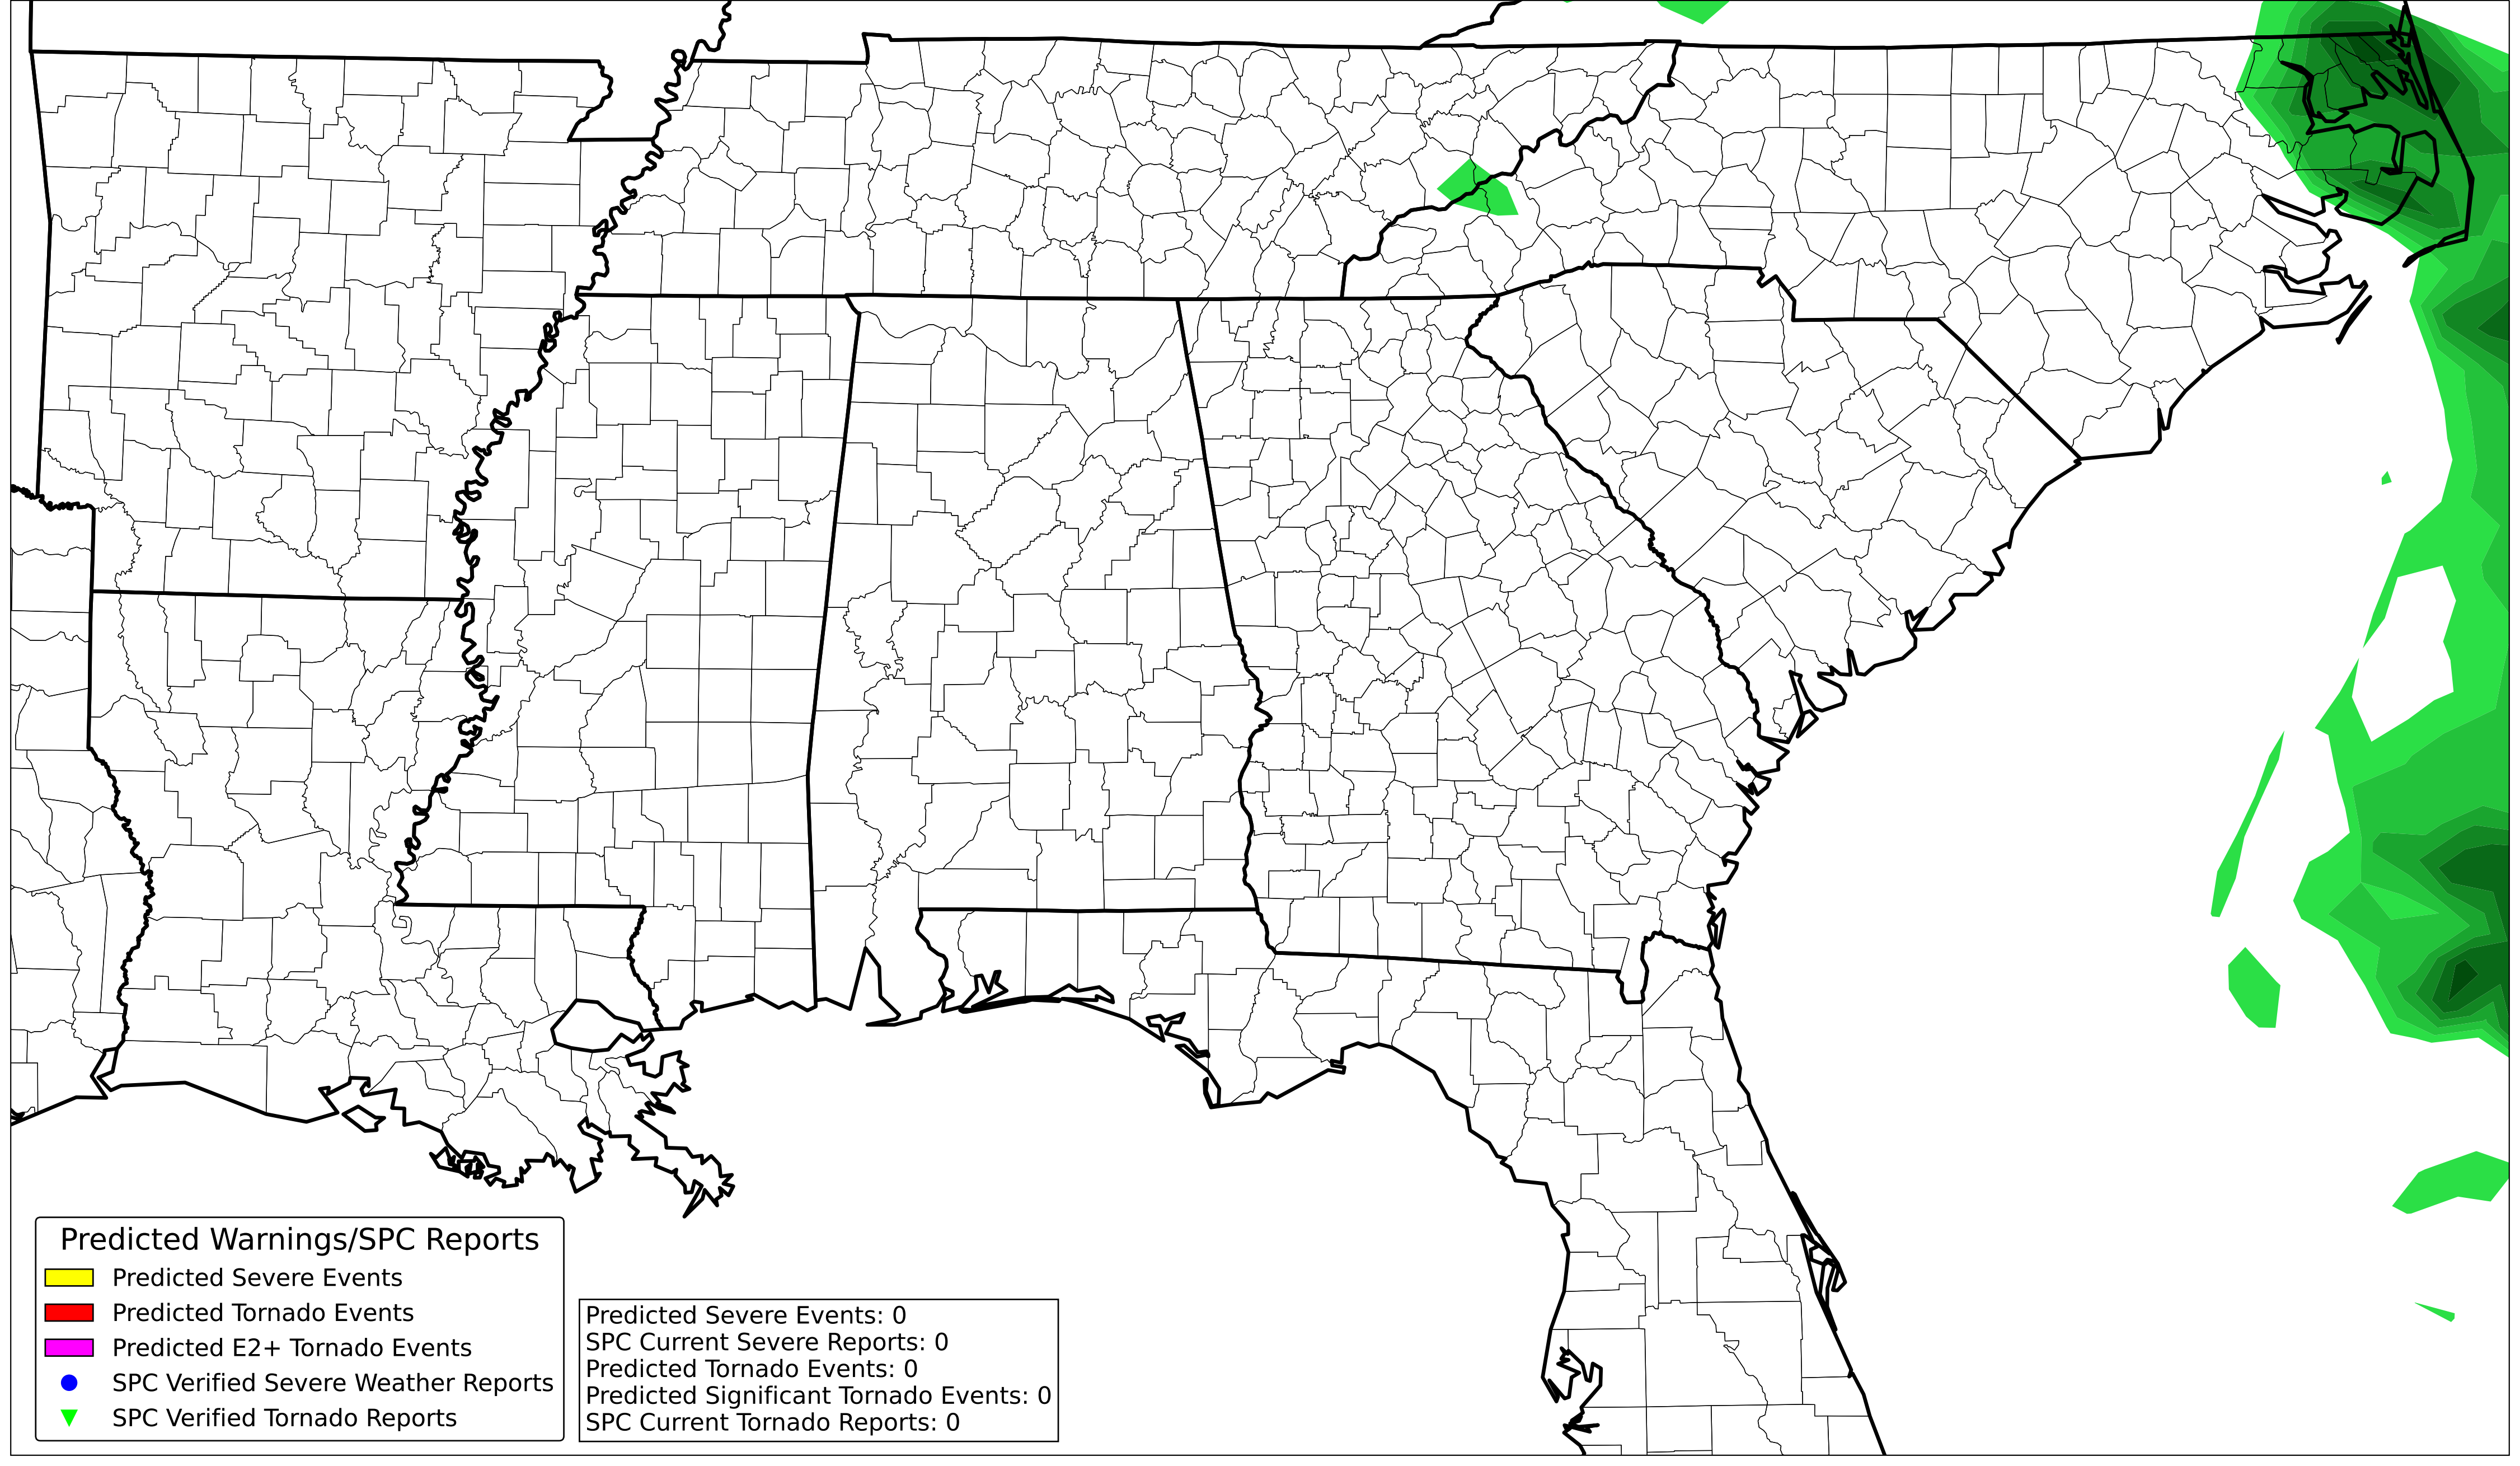 Predicted Warnings/SPC Reports
Predicted Severe Events
Predicted Tornado Events
Predicted E2+ Tornado Events
SPC Verified Severe Weather Reports
SPC Verified Tornado Reports
Predicted Severe Events: 0
SPC Current Severe Reports: 0
Predicted Tornado Events: 0
Predicted Significant Tornado Events: 0
SPC Current Tornado Reports: 0